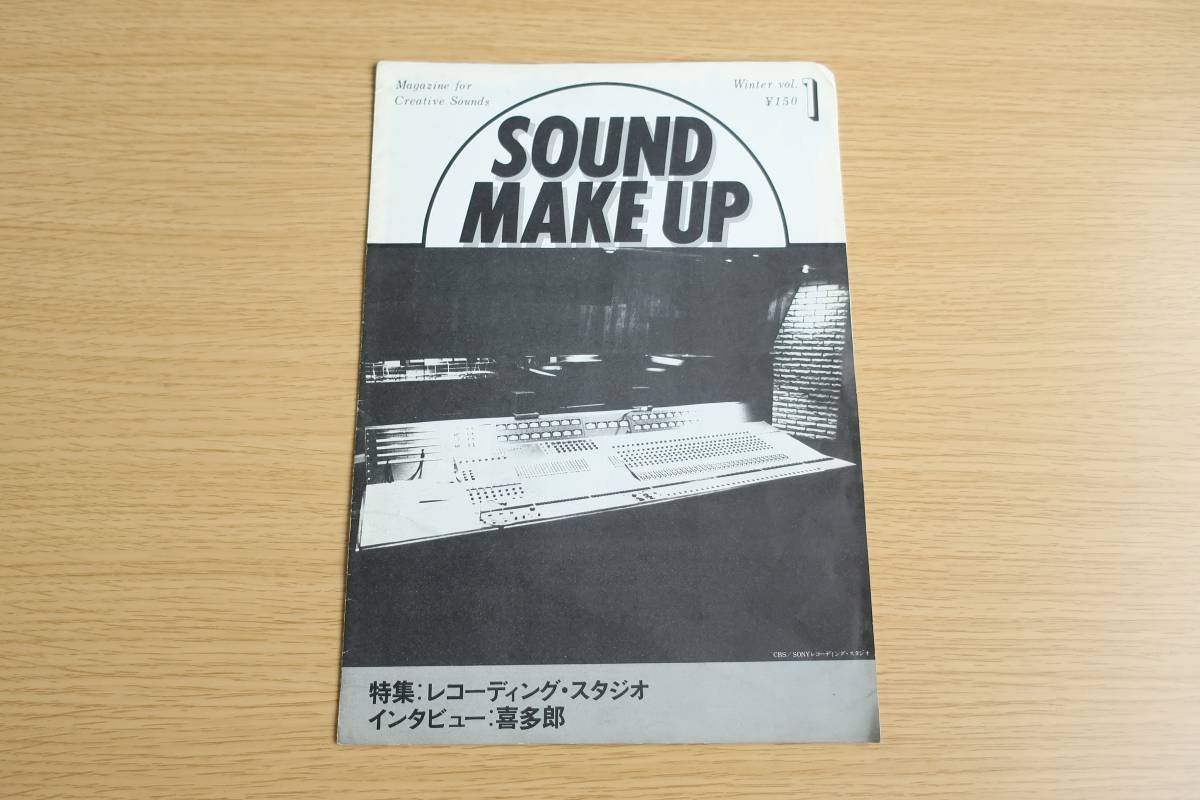 Magazine for
Creative Sounds
Winter vol. 1
¥150
SOUND
MAKE UP
CBS/SONYレコーディング・スタジオ
特集:レコーディング・スタジオ
インタビュー:喜多郎